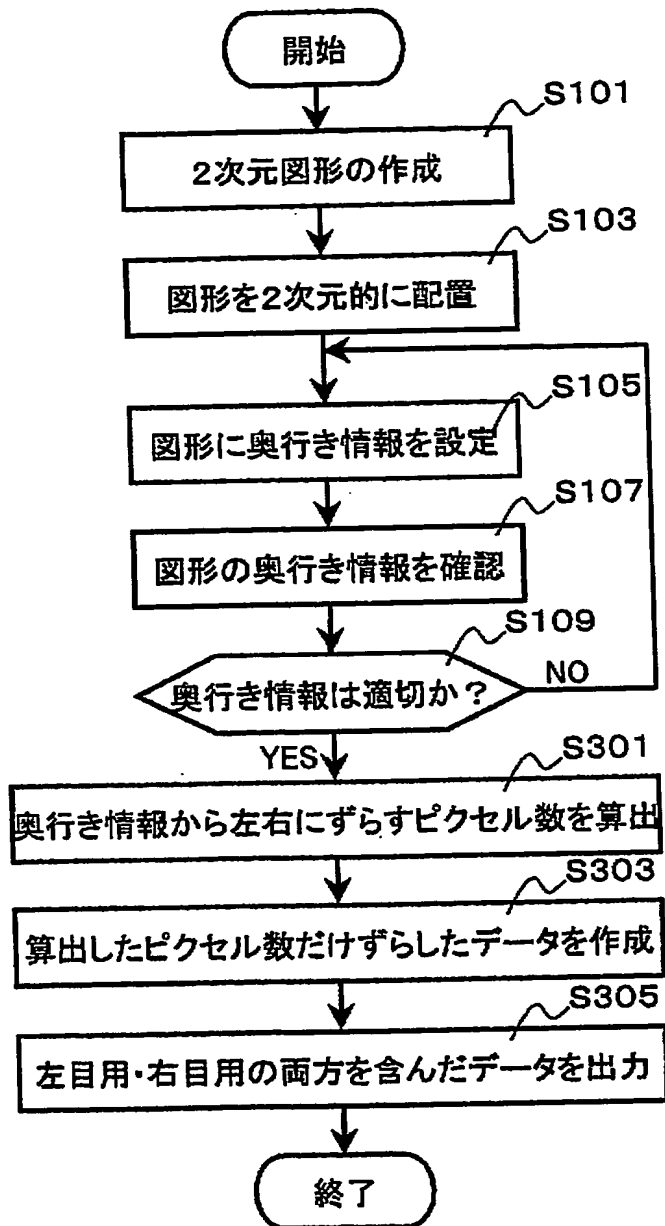 開始
S101
2次元図形の作成
S103
図形を2次元的に配置
S105
図形に奥行き情報を設定
S107
図形の奥行き情報を確認
S109
奥行き情報は適切か?
NO
YES
S301
奥行き情報から左右にずらすピクセル数を算出
S303
算出したピクセル数だけずらしたデータを作成
S305
左目用・右目用の両方を含んだデータを出力
終了